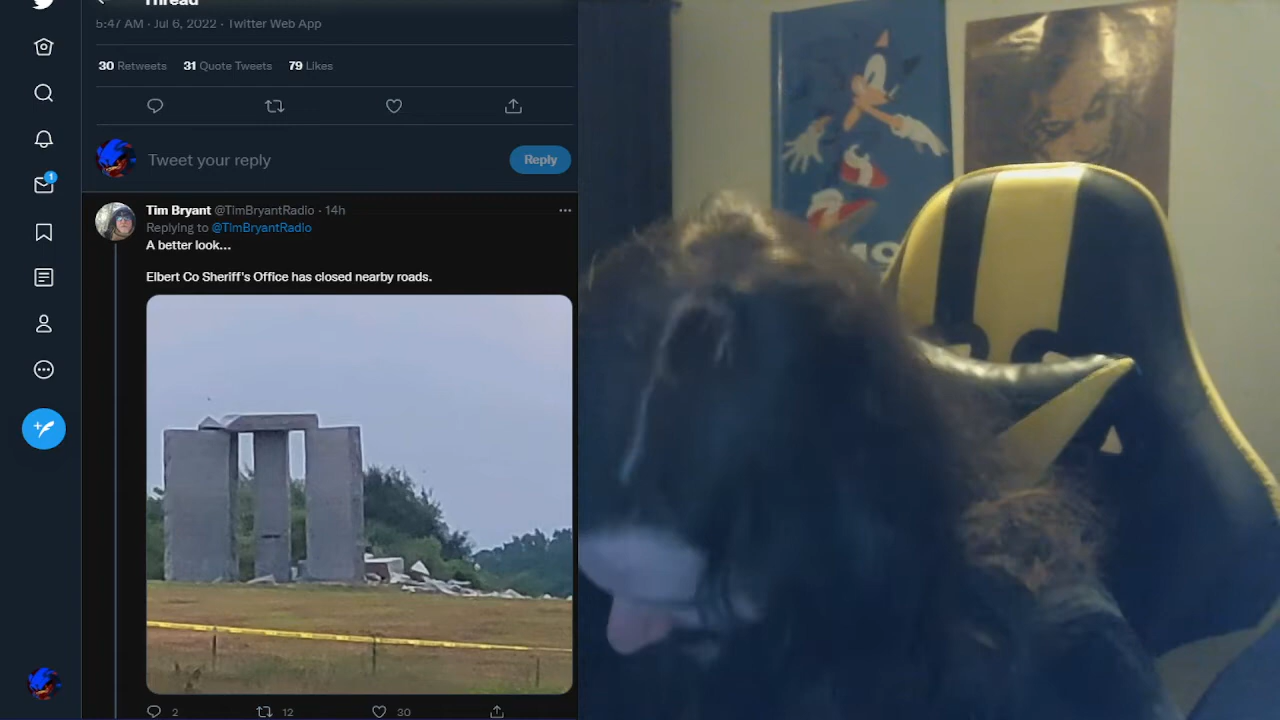 Thread
5:47 AM · Jul 6, 2022 · Twitter Web App
30 Retweets 31 Quote Tweets 79 Likes
1
Tweet your reply
Reply
Tim Bryant @TimBryantRadio · 14h
Replying to @TimBryantRadio
A better look...
Elbert Co Sheriff's Office has closed nearby roads.
2 12 30